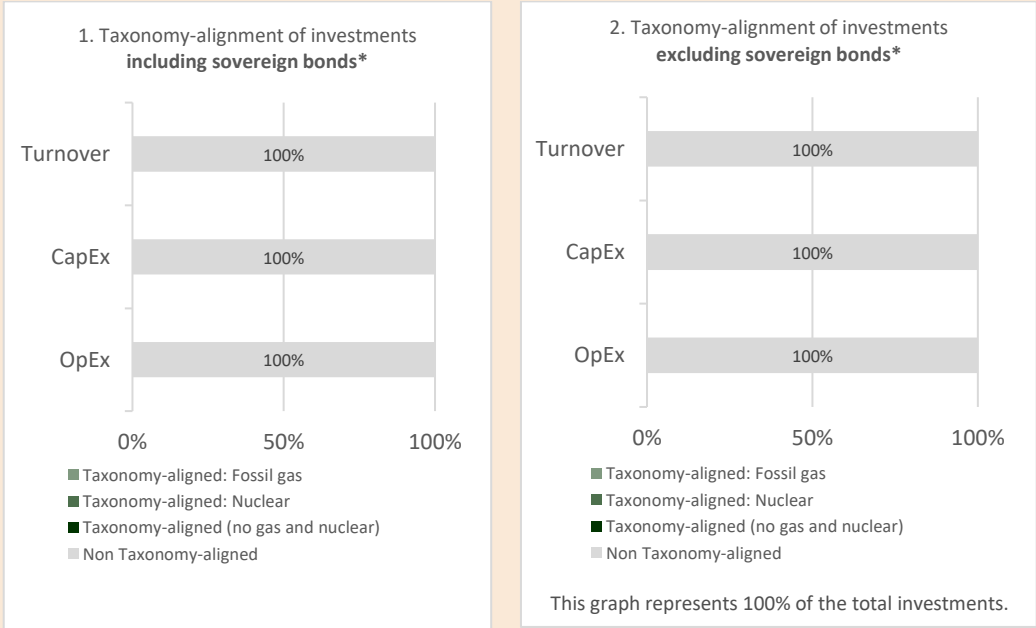 1. Taxonomy-alignment of investments
including sovereign bonds*
Turnover
100%
CapEx
100%
OpEx
100%
0%
50%
100%
Taxonomy-aligned: Fossil gas
Taxonomy-aligned: Nuclear
Taxonomy-aligned (no gas and nuclear)
Non Taxonomy-aligned
2. Taxonomy-alignment of investments
excluding sovereign bonds*
Turnover
100%
CapEx
100%
OpEx
100%
0%
50%
100%
Taxonomy-aligned: Fossil gas
Taxonomy-aligned: Nuclear
Taxonomy-aligned (no gas and nuclear)
Non Taxonomy-aligned
This graph represents 100% of the total investments.